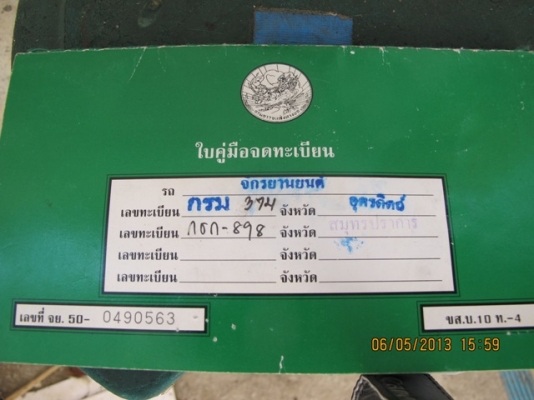 ใบคู่มือจดทะเบียน
รถ จักรยานยนต์
เลขทะเบียน กรม 374 จังหวัด อุตรดิตถ์
เลขทะเบียน กธก-898 จังหวัด สมุทรปราการ
เลขทะเบียน จังหวัด
เลขทะเบียน จังหวัด
เลขที่ จย. 50- 0490563
ขส.บ.10 ท.-4
06/05/2013 15:59